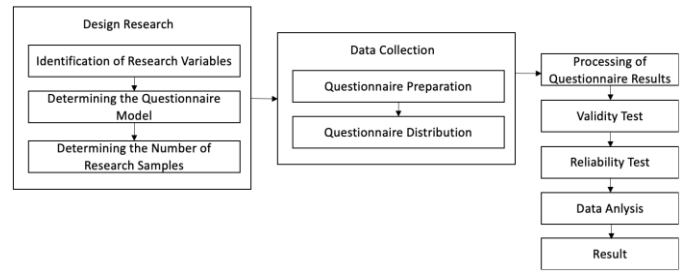 Design Research
Identification of Research Variables
Determining the Questionnaire
Model
Determining the Number of
Research Samples
Data Collection
Questionnaire Preparation
Questionnaire Distribution
Processing of
Questionnaire Results
Validity Test
Reliability Test
Data Anlysis
Result